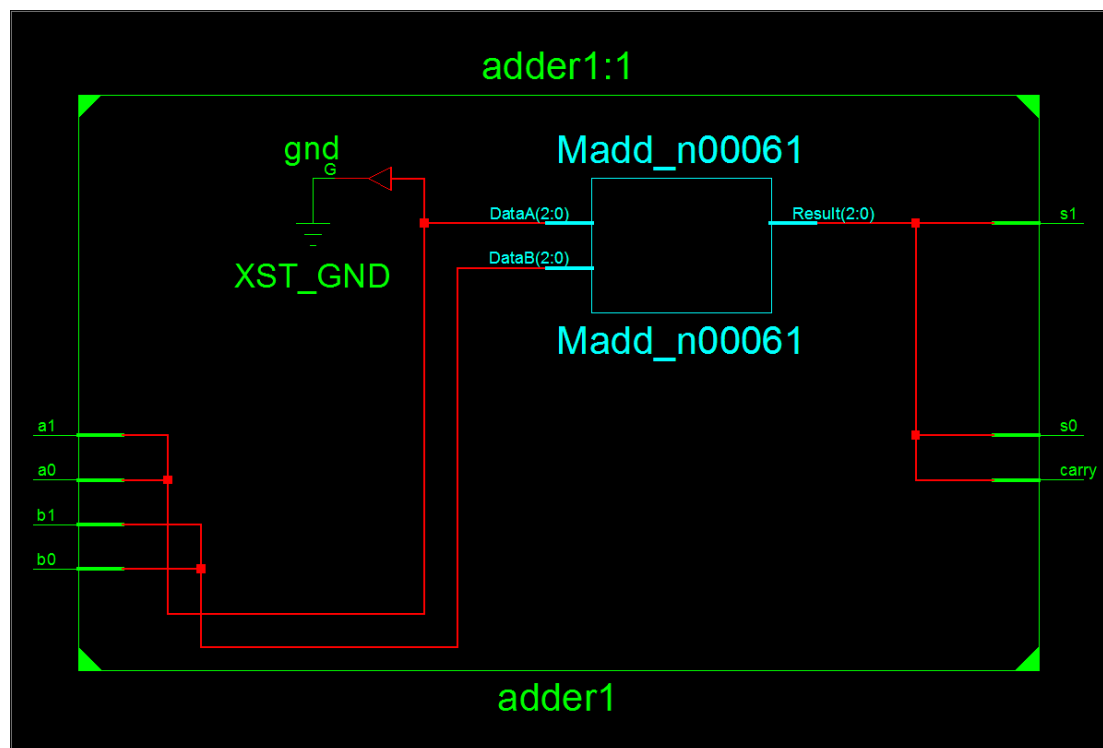 adder1:1
gnd
G
Madd_n00061
DataA(2:0)
Result(2:0)
s1
DataB(2:0)
XST_GND
Madd_n00061
a1
s0
a0
carry
b1
b0
adder1